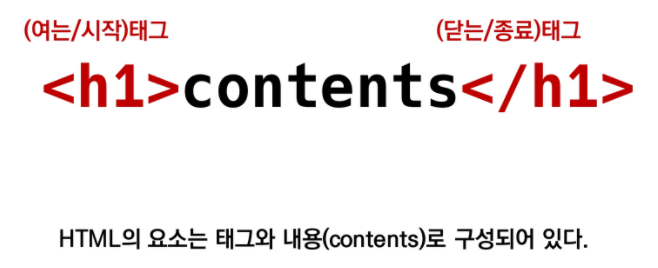 (여는/시작)태그 (닫는/종료)태그
<h1>contents</h1>
HTML의 요소는 태그와 내용(contents)로 구성되어 있다.